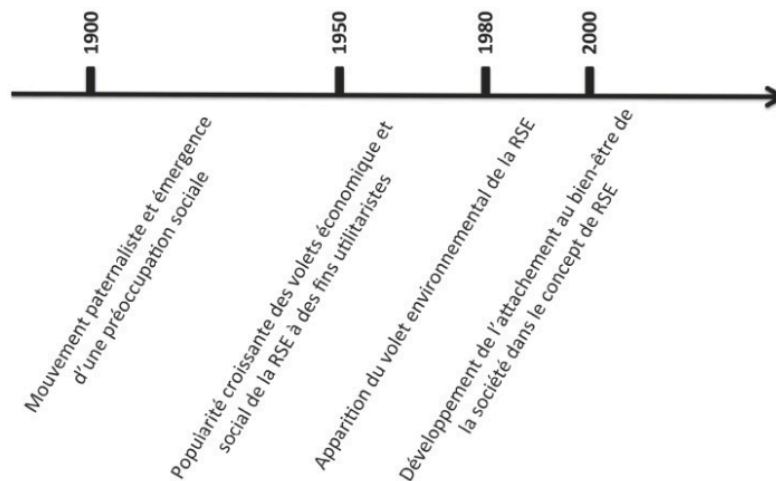 1900
1950
1980
2000
Mouvement paternaliste et émergence
d'une préoccupation sociale
Popularité croissante des volets économique et
social de la RSE à des fins utilitaristes
Apparition du volet environmental de la RSE
Développement de l'attachement au bien-être de
la société dans le concept de RSE